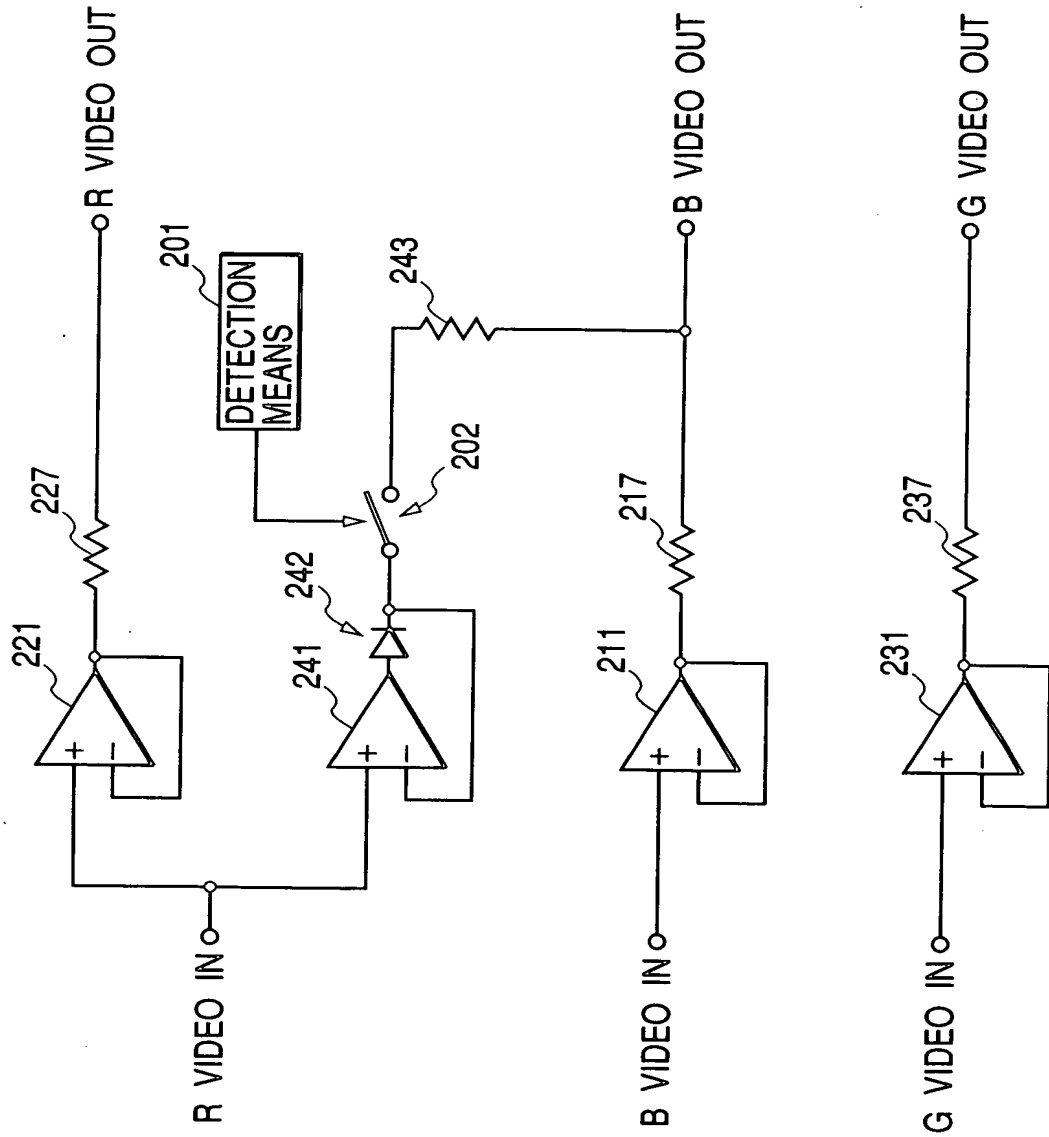 R VIDEO IN
221
+
−
227
R VIDEO OUT
201
DETECTION
MEANS
241
+
−
242
202
243
B VIDEO IN
211
+
−
217
B VIDEO OUT
G VIDEO IN
231
+
−
237
G VIDEO OUT